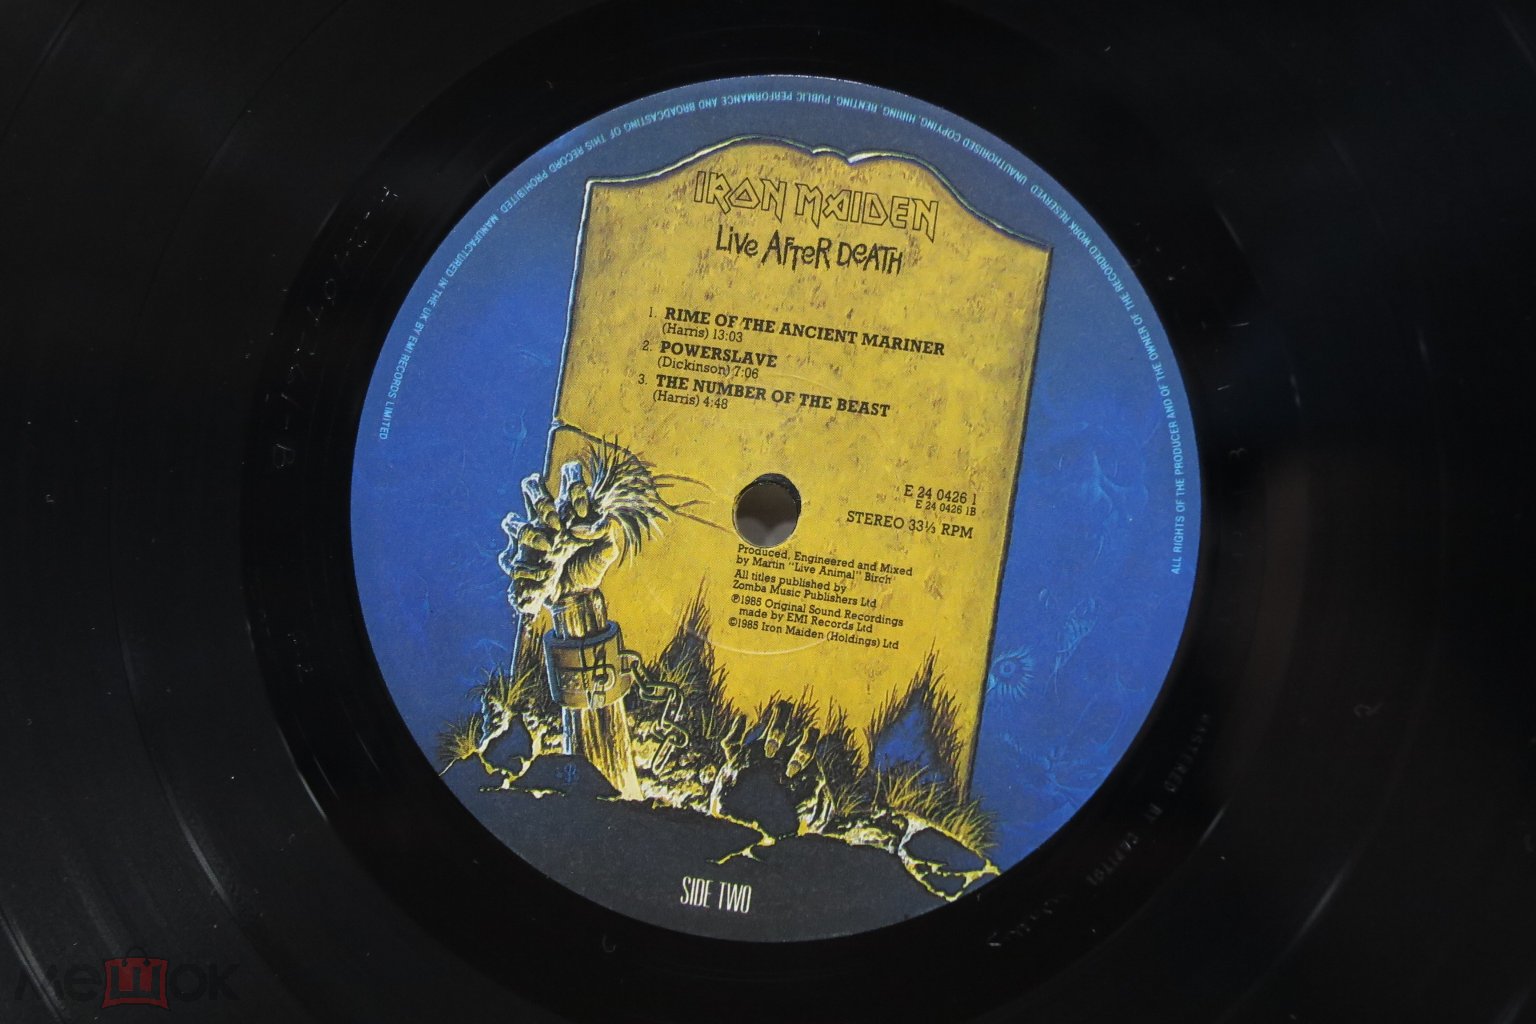 IRON MAIDEN
Live AFteR DeATH
1. RIME OF THE ANCIENT MARINER
(Harris) 13:03
2. POWERSLAVE
(Dickinson) 7:06
3. THE NUMBER OF THE BEAST
(Harris) 4:48
E 24 0426 1
E 24 0426 1B
STEREO 33⅓ RPM
Produced, Engineered and Mixed
by Martin "Live Animal" Birch
All titles published by
Zomba Music Publishers Ltd
℗1985 Original Sound Recordings
made by EMI Records Ltd
©1985 Iron Maiden (Holdings) Ltd
SIDE TWO
ALL RIGHTS OF THE PRODUCER AND OF THE OWNER OF THE RECORDED WORK RESERVED. UNAUTHORISED COPYING, HIRING, RENTING, PUBLIC PERFORMANCE AND BROADCASTING OF THIS RECORD PROHIBITED. MANUFACTURED IN THE UK BY EMI RECORDS LIMITED
MASTERED BY CAPITOL
мешок